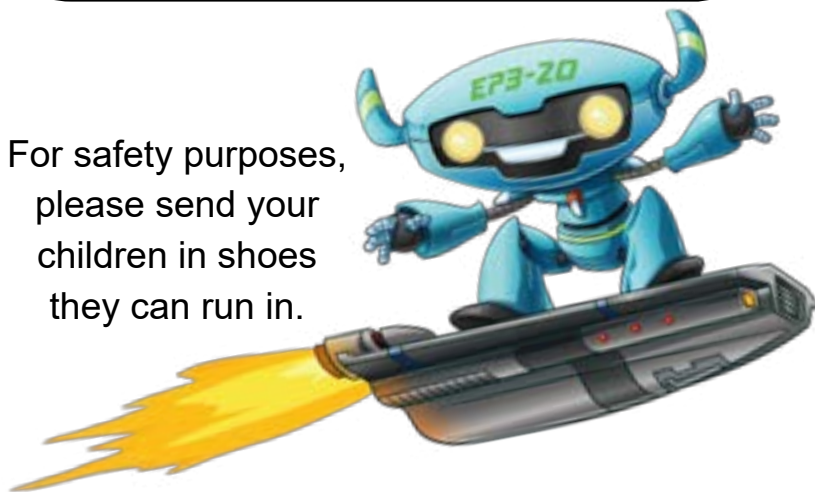 EP3-20
For safety purposes,
please send your
children in shoes
they can run in.